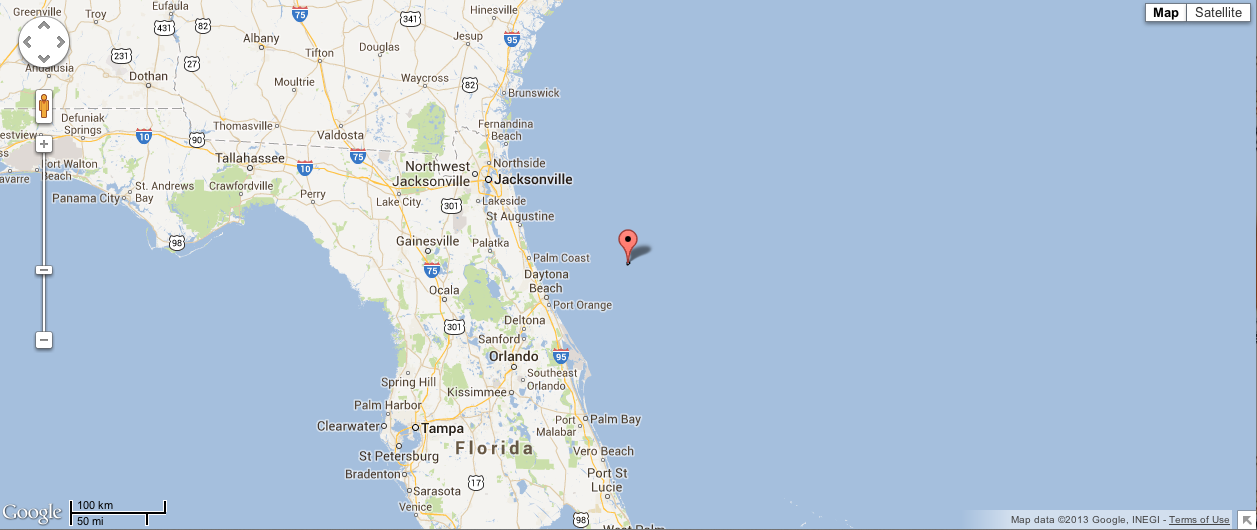 Greenville
Troy
Eufaula
75
341
Hinesville
Map
Satellite
82
431
Albany
Jesup
95
231
Tifton
Douglas
27
Andalusia
Dothan
Moultrie
Waycross
82
Brunswick
Defuniak
Springs
Thomasville
Valdosta
Fernandina
Beach
10
90
75
Tallahassee
10
Northside
Fort Walton
Beach
Northwest
Jacksonville
Jacksonville
avarre
St. Andrews
Bay
Crawfordville
Perry
Panama City
Lake City
Lakeside
301
St Augustine
98
Gainesville
Palatka
Palm Coast
75
Daytona
Beach
Ocala
Port Orange
301
Deltona
Sanford
Orlando
95
Spring Hill
Southeast
Orlando
Kissimmee
Palm Harbor
Clearwater
Tampa
Port
Malabar
Palm Bay
Florida
St Petersburg
Vero Beach
Bradenton
17
Port St
Lucie
Sarasota
Venice
98
West Palm
Google
100 km
50 mi
Map data ©2013 Google, INEGI - Terms of Use